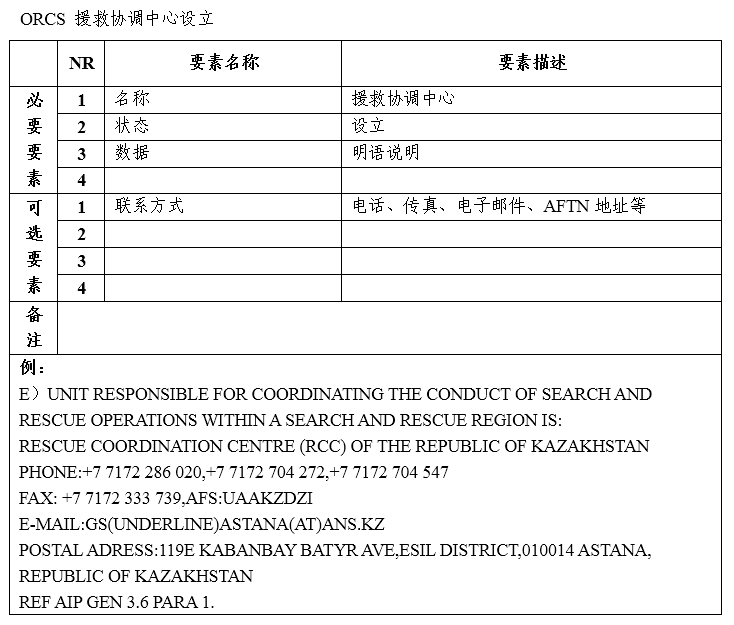 ORCS 援救协调中心设立
NR 要素名称 要素描述
必要要素
1 名称 援救协调中心
2 状态 设立
3 数据 明语说明
4
可选要素
1 联系方式 电话、传真、电子邮件、AFTN 地址等
2
3
4
备注
例：
E）UNIT RESPONSIBLE FOR COORDINATING THE CONDUCT OF SEARCH AND
RESCUE OPERATIONS WITHIN A SEARCH AND RESCUE REGION IS:
RESCUE COORDINATION CENTRE (RCC) OF THE REPUBLIC OF KAZAKHSTAN
PHONE:+7 7172 286 020,+7 7172 704 272,+7 7172 704 547
FAX: +7 7172 333 739,AFS:UAAKZDZI
E-MAIL:GS(UNDERLINE)ASTANA(AT)ANS.KZ
POSTAL ADRESS:119E KABANBAY BATYR AVE,ESIL DISTRICT,010014 ASTANA,
REPUBLIC OF KAZAKHSTAN
REF AIP GEN 3.6 PARA 1.